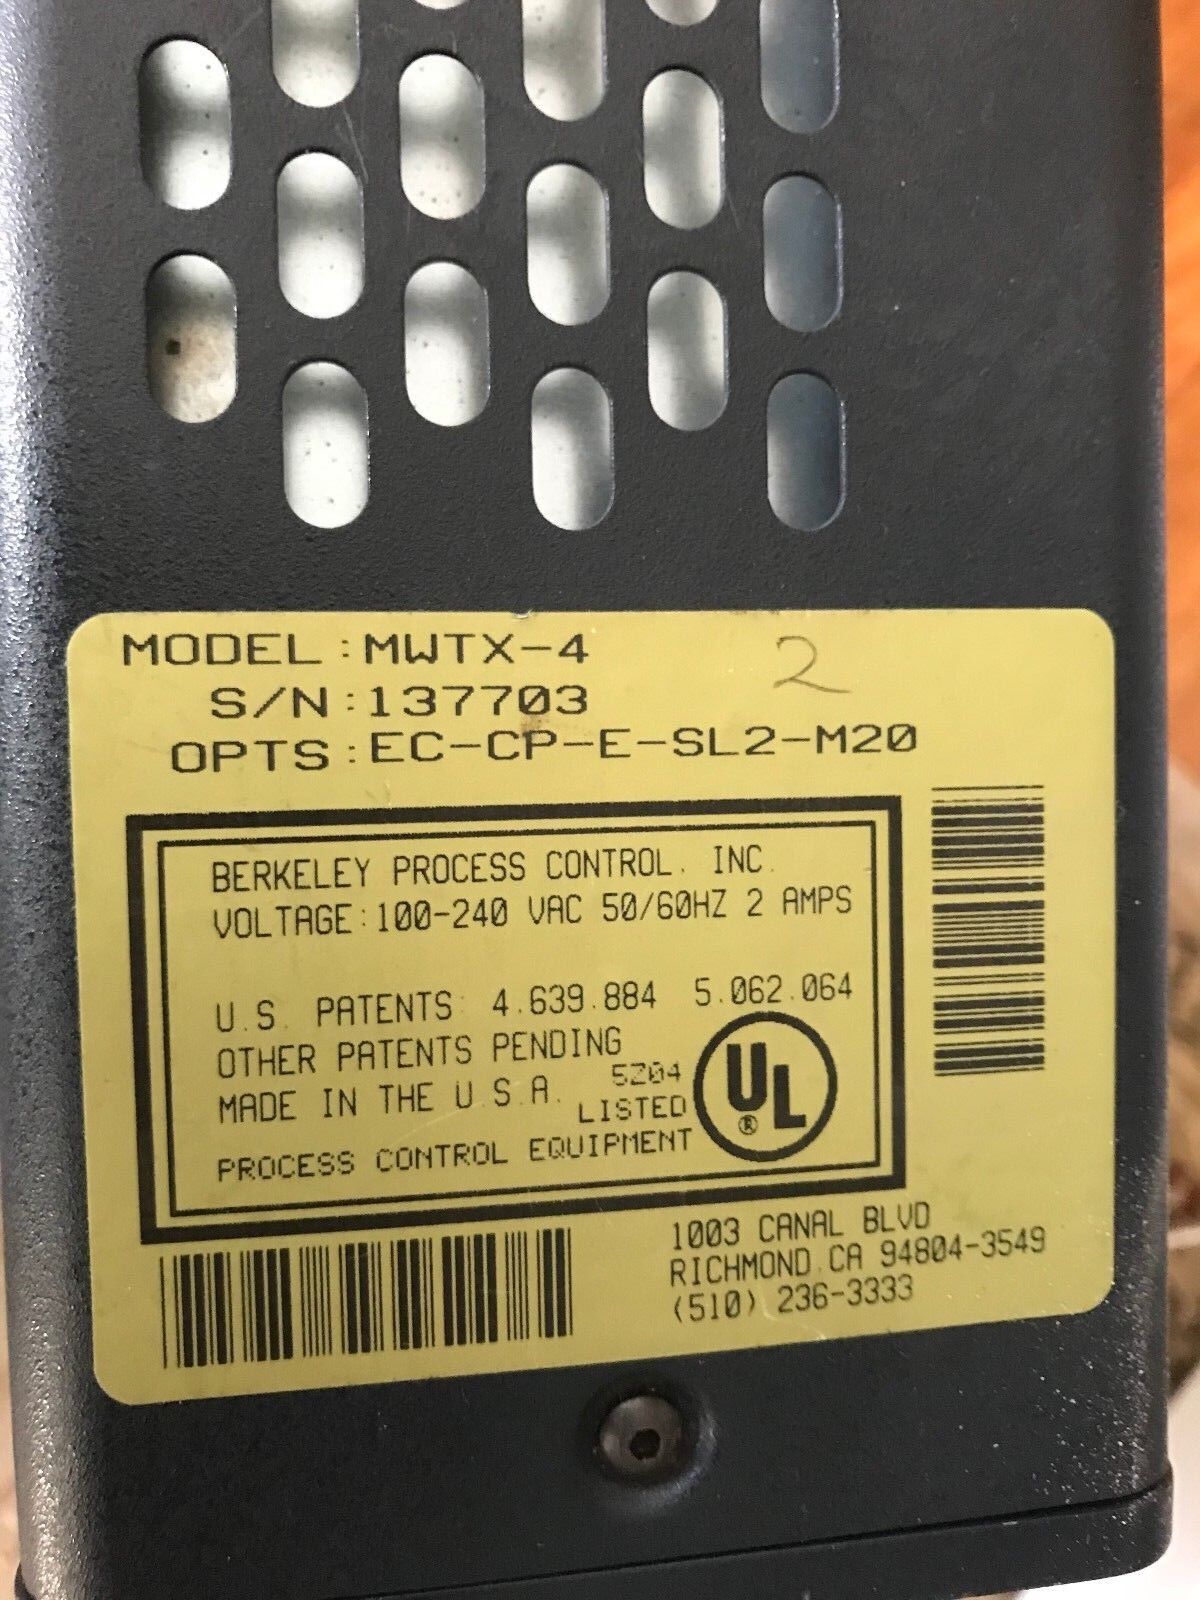 MODEL:MWTX-4
2
S/N:137703
OPTS:EC-CP-E-SL2-M20
BERKELEY PROCESS CONTROL, INC.
VOLTAGE:100-240 VAC 50/60HZ 2 AMPS
U.S. PATENTS: 4.639.884 5.062.064
OTHER PATENTS PENDING
MADE IN THE U.S.A.
5Z04
LISTED
PROCESS CONTROL EQUIPMENT
UL
®
1003 CANAL BLVD
RICHMOND,CA 94804-3549
(510) 236-3333